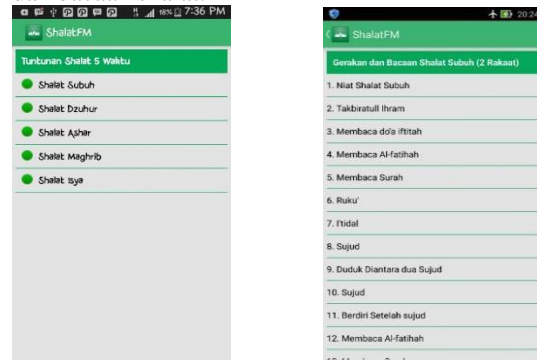 18% 7:36 PM
ShalatFM
Tuntunan Shalat 5 Waktu
Shalat Subuh
Shalat Dzuhur
Shalat Ashar
Shalat Maghrib
Shalat Isya
20:24
ShalatFM
Gerakan dan Bacaan Shalat Subuh (2 Rakaat)
1. Niat Shalat Subuh
2. Takbiratull Ihram
3. Membaca do'a iftitah
4. Membaca Al-fatihah
5. Membaca Surah
6. Ruku'
7. I'tidal
8. Sujud
9. Duduk Diantara dua Sujud
10. Sujud
11. Berdiri Setelah sujud
12. Membaca Al-fatihah